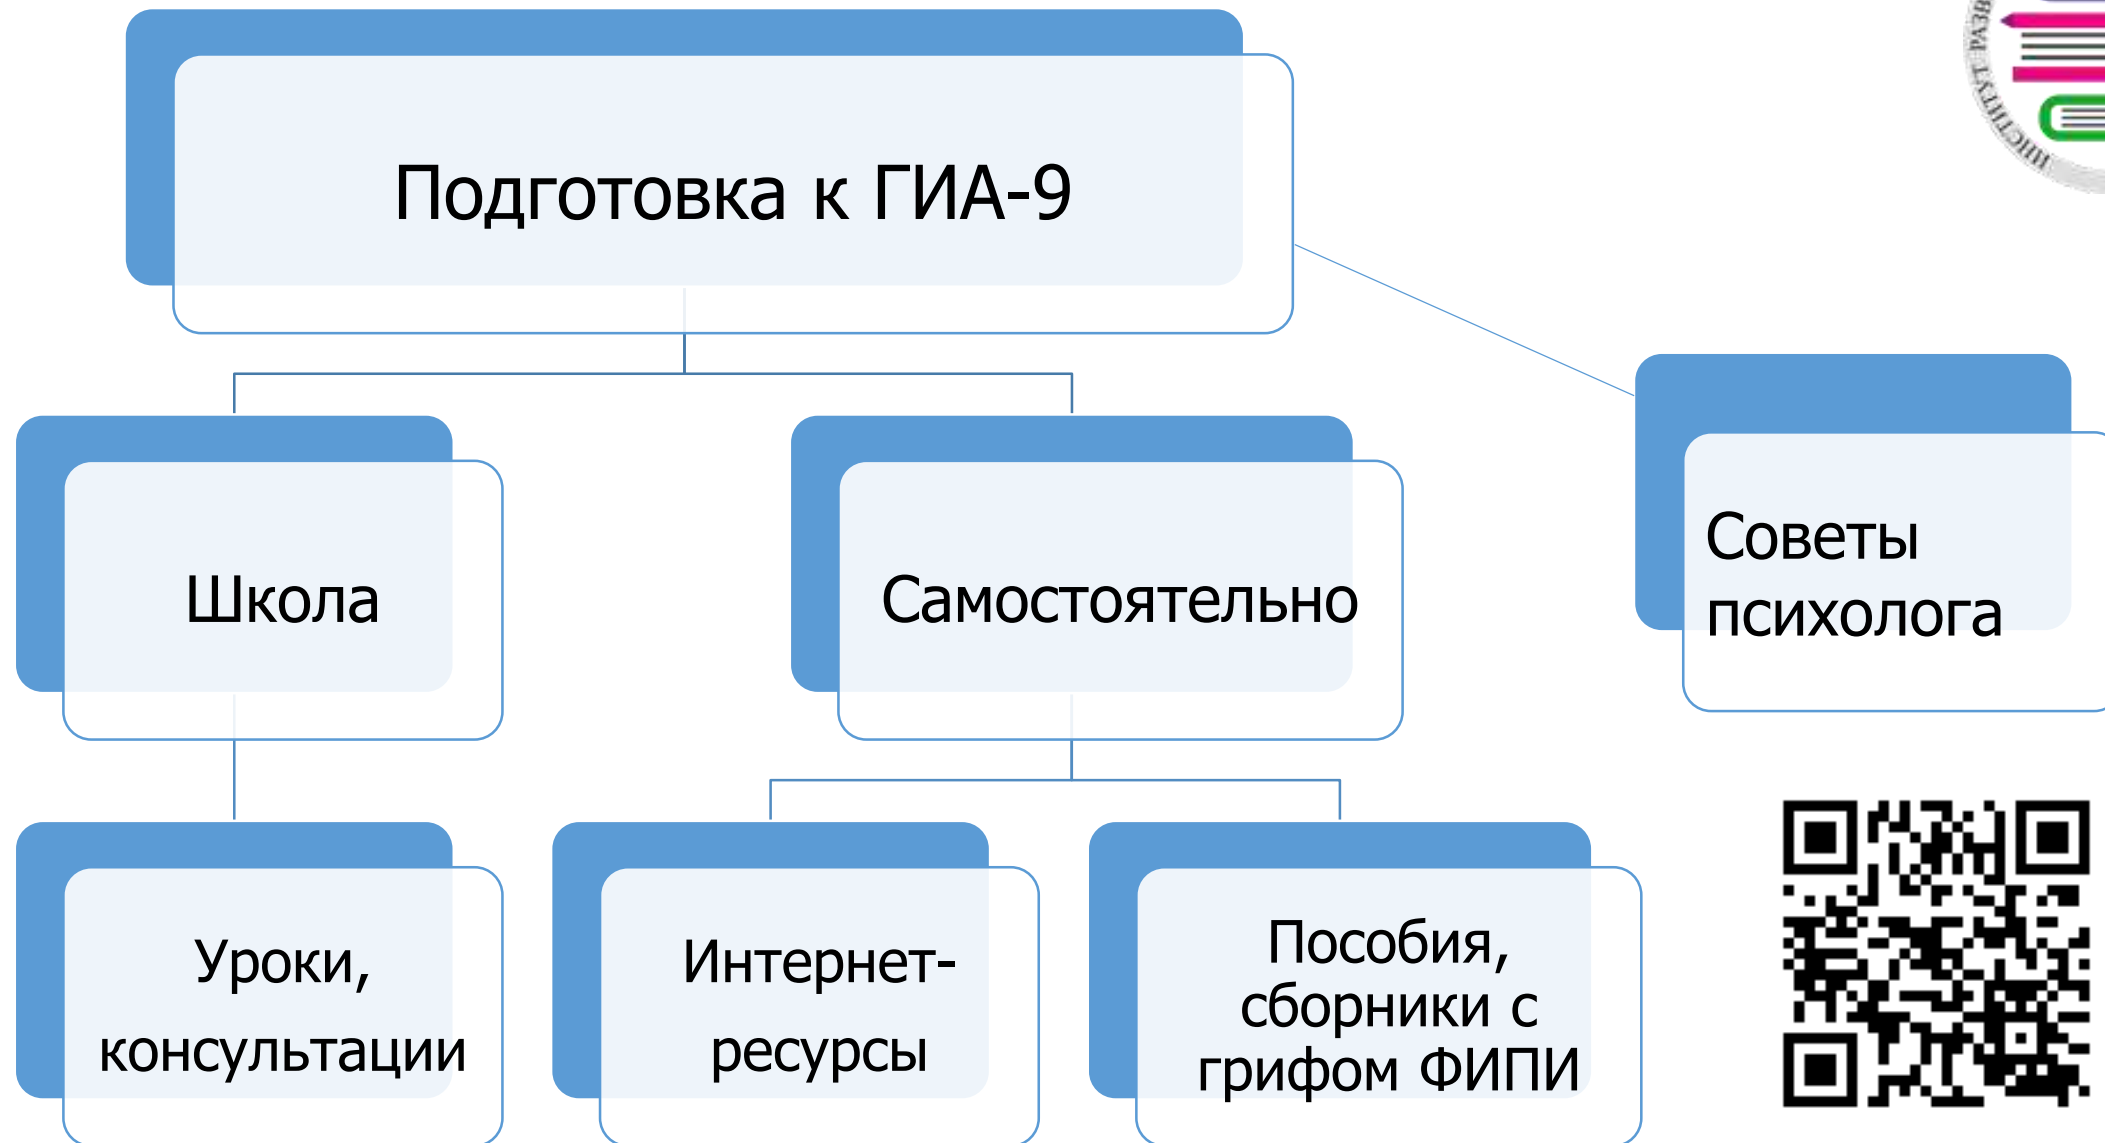 Подготовка к ГИА-9
Школа
Самостоятельно
Советы
психолога
Уроки,
консультации
Интернет-
ресурсы
Пособия,
сборники с
грифом ФИПИ